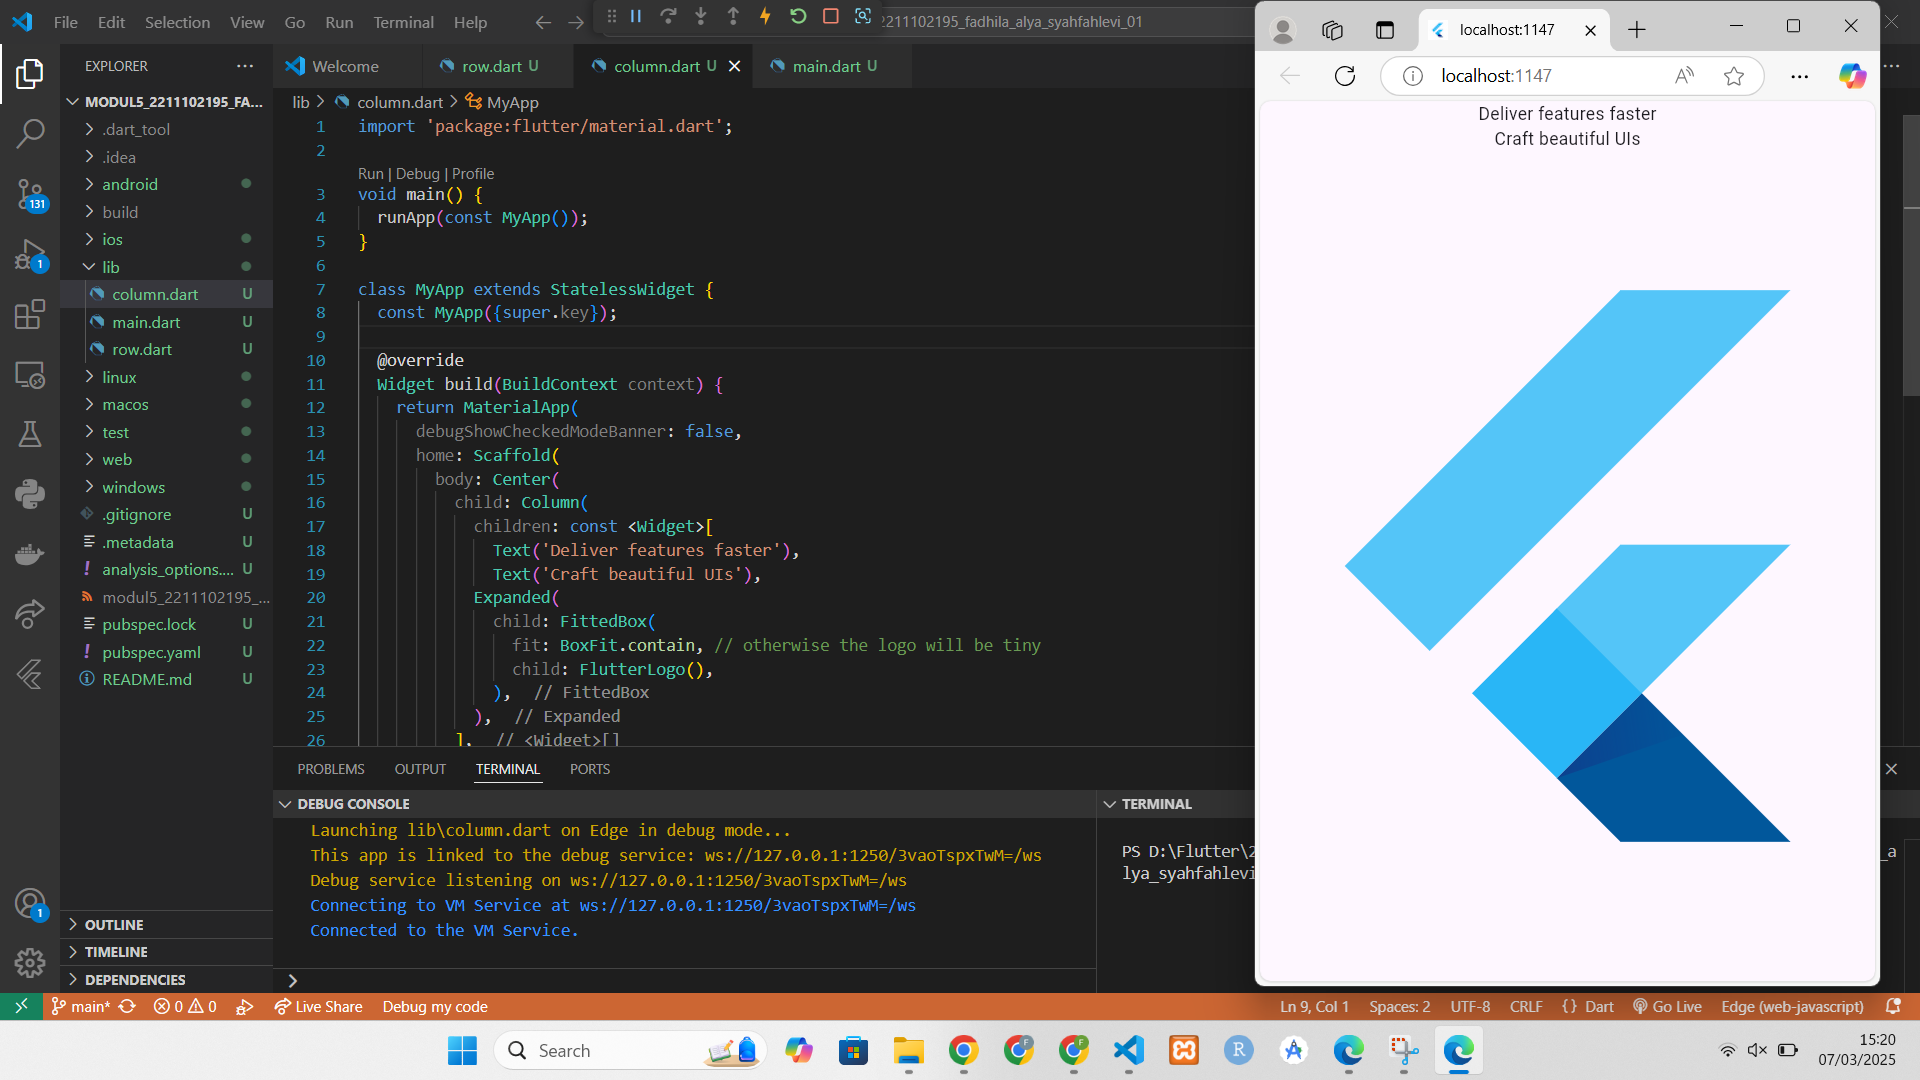 File Edit Selection View Go Run Terminal Help
2211102195_fadhila_alya_syahfahlevi_01
EXPLORER
MODUL5_2211102195_FA...
.dart_tool
.idea
android
build
ios
lib
column.dart U
main.dart U
row.dart U
linux
macos
test
web
windows
.gitignore U
.metadata U
analysis_options.... U
modul5_2211102195_...
pubspec.lock U
pubspec.yaml U
README.md U
OUTLINE
TIMELINE
DEPENDENCIES
131
1
1
Welcome
row.dart U
column.dart U
main.dart U
lib > column.dart > MyApp
1 import 'package:flutter/material.dart';
2
Run | Debug | Profile
3 void main() {
4 runApp(const MyApp());
5 }
6
7 class MyApp extends StatelessWidget {
8 const MyApp({super.key});
9
10 @override
11 Widget build(BuildContext context) {
12 return MaterialApp(
13 debugShowCheckedModeBanner: false,
14 home: Scaffold(
15 body: Center(
16 child: Column(
17 children: const <Widget>[
18 Text('Deliver features faster'),
19 Text('Craft beautiful UIs'),
20 Expanded(
21 child: FittedBox(
22 fit: BoxFit.contain, // otherwise the logo will be tiny
23 child: FlutterLogo(),
24 ), // FittedBox
25 ), // Expanded
26 ], // <Widget>[]
PROBLEMS OUTPUT TERMINAL PORTS
DEBUG CONSOLE
Launching lib\column.dart on Edge in debug mode...
This app is linked to the debug service: ws://127.0.0.1:1250/3vaoTspxTwM=/ws
Debug service listening on ws://127.0.0.1:1250/3vaoTspxTwM=/ws
Connecting to VM Service at ws://127.0.0.1:1250/3vaoTspxTwM=/ws
Connected to the VM Service.
>
TERMINAL
PS D:\Flutter\2
_a
lya_syahfahlevi
localhost:1147
localhost:1147
Deliver features faster
Craft beautiful UIs
main* 0 0 Live Share Debug my code
Ln 9, Col 1 Spaces: 2 UTF-8 CRLF {} Dart Go Live Edge (web-javascript)
Search
F
F
R
15:20
07/03/2025